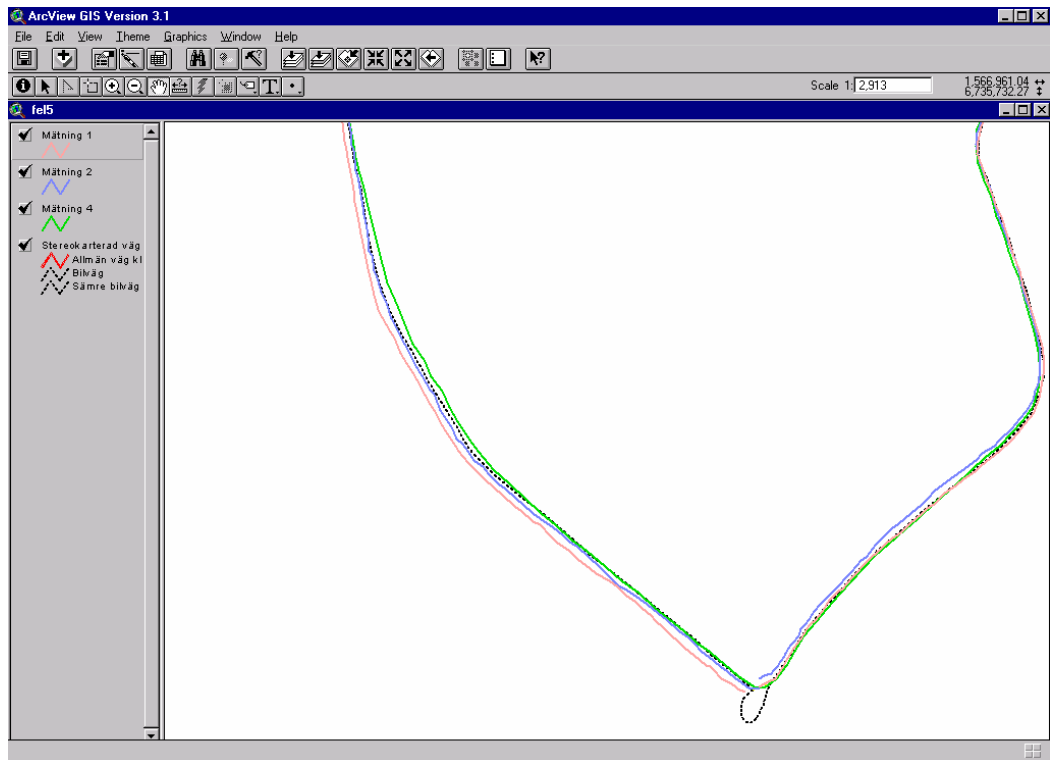 ArcView GIS Version 3.1
File Edit View Theme Graphics Window Help
Scale 1: 2,913
1,566,961.04
6,735,732.27
fel5
Mätning 1
Mätning 2
Mätning 4
Stereokarterad väg
Allmän väg kl
Bilväg
Sämre bilväg